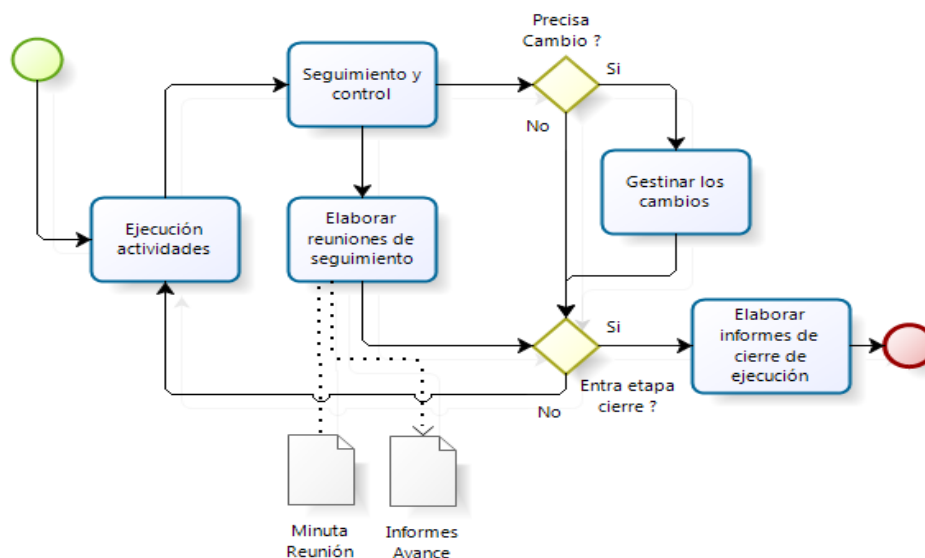 Precisa
Cambio ?
Seguimiento y
control
Si
No
Gestinar los
cambios
Ejecución
actividades
Elaborar
reuniones de
seguimiento
Elaborar
informes de
cierre de
ejecución
Si
Entra etapa
cierre ?
No
Minuta
Reunión
Informes
Avance